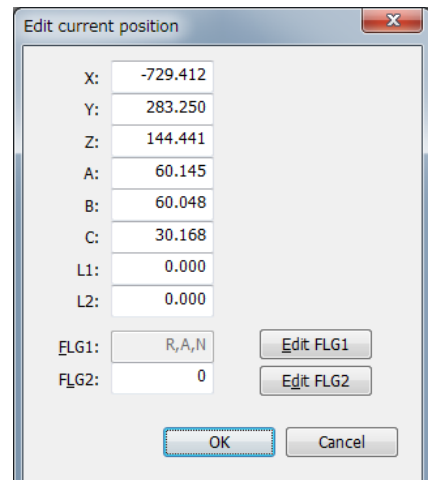 Edit current position
X: -729.412
Y: 283.250
Z: 144.441
A: 60.145
B: 60.048
C: 30.168
L1: 0.000
L2: 0.000
FLG1: R,A,N Edit FLG1
FLG2: 0 Edit FLG2
OK Cancel